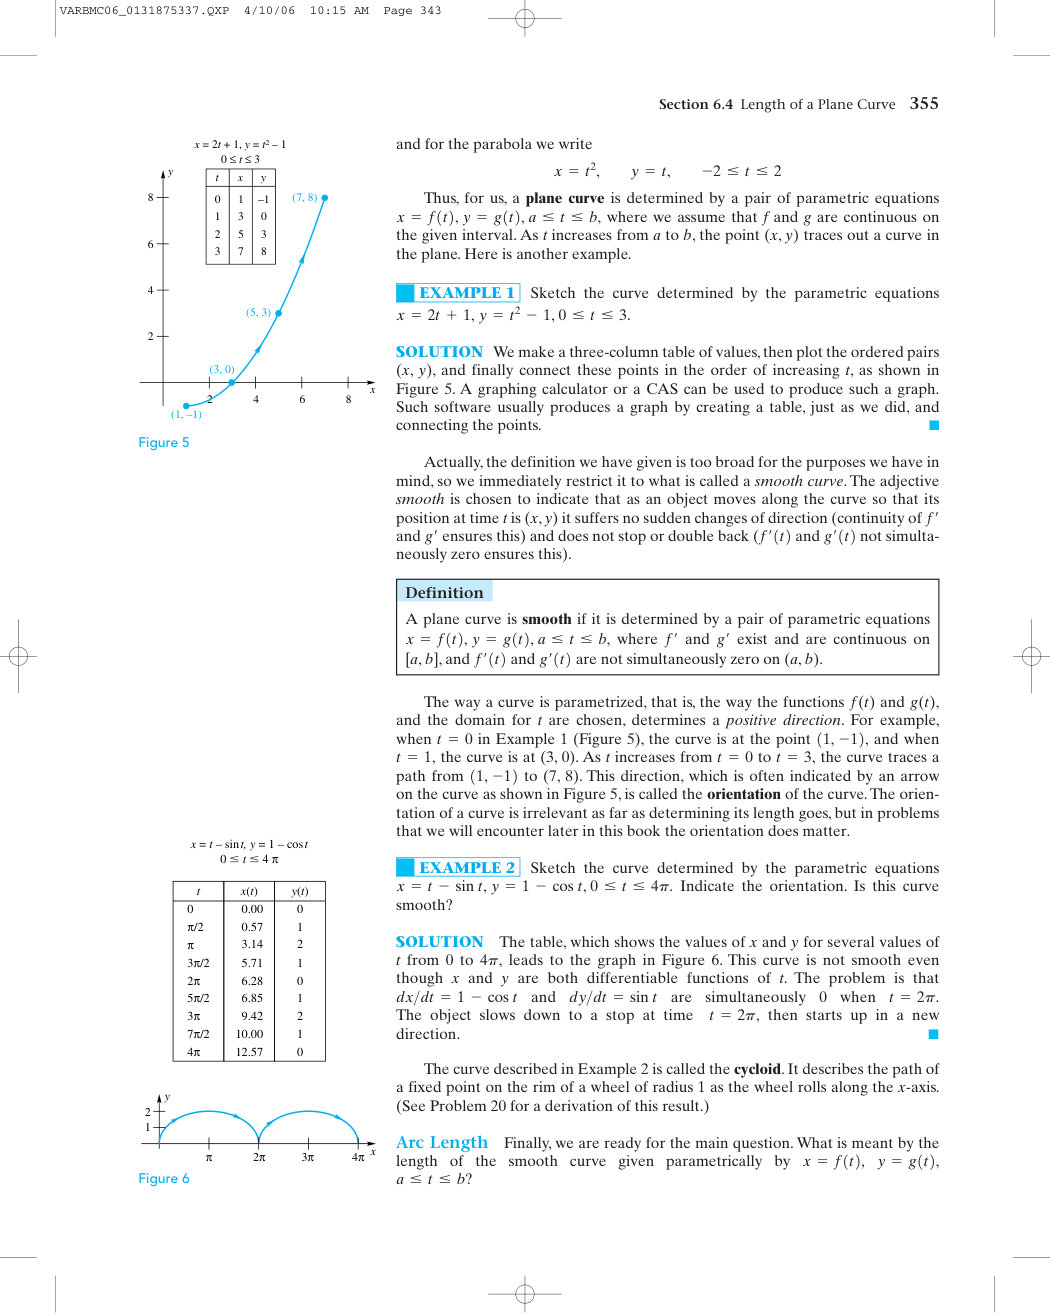 VARBMC06_0131875337.QXP 4/10/06 10:15 AM Page 343
Section 6.4 Length of a Plane Curve 355
x = 2t + 1, y = t² – 1
0 ≤ t ≤ 3
t x y
0 1 –1
1 3 0
2 5 3
3 7 8
y
8
6
4
2
(7, 8)
(5, 3)
(3, 0)
(1, –1)
2 4 6 8
x
Figure 5
and for the parabola we write
x = t², y = t, −2 ≤ t ≤ 2
Thus, for us, a plane curve is determined by a pair of parametric equations
x = f(t), y = g(t), a ≤ t ≤ b, where we assume that f and g are continuous on
the given interval. As t increases from a to b, the point (x, y) traces out a curve in
the plane. Here is another example.
EXAMPLE 1 Sketch the curve determined by the parametric equations
x = 2t + 1, y = t² − 1, 0 ≤ t ≤ 3.
SOLUTION We make a three-column table of values, then plot the ordered pairs
(x, y), and finally connect these points in the order of increasing t, as shown in
Figure 5. A graphing calculator or a CAS can be used to produce such a graph.
Such software usually produces a graph by creating a table, just as we did, and
connecting the points.
Actually, the definition we have given is too broad for the purposes we have in
mind, so we immediately restrict it to what is called a smooth curve. The adjective
smooth is chosen to indicate that as an object moves along the curve so that its
position at time t is (x, y) it suffers no sudden changes of direction (continuity of f′
and g′ ensures this) and does not stop or double back (f′(t) and g′(t) not simulta-
neously zero ensures this).
Definition
A plane curve is smooth if it is determined by a pair of parametric equations
x = f(t), y = g(t), a ≤ t ≤ b, where f′ and g′ exist and are continuous on
[a, b], and f′(t) and g′(t) are not simultaneously zero on (a, b).
The way a curve is parametrized, that is, the way the functions f(t) and g(t),
and the domain for t are chosen, determines a positive direction. For example,
when t = 0 in Example 1 (Figure 5), the curve is at the point (1, −1), and when
t = 1, the curve is at (3, 0). As t increases from t = 0 to t = 3, the curve traces a
path from (1, −1) to (7, 8). This direction, which is often indicated by an arrow
on the curve as shown in Figure 5, is called the orientation of the curve. The orien-
tation of a curve is irrelevant as far as determining its length goes, but in problems
that we will encounter later in this book the orientation does matter.
x = t – sin t, y = 1 – cos t
0 ≤ t ≤ 4 π
t x(t) y(t)
0 0.00 0
π/2 0.57 1
π 3.14 2
3π/2 5.71 1
2π 6.28 0
5π/2 6.85 1
3π 9.42 2
7π/2 10.00 1
4π 12.57 0
y
2
1
π 2π 3π 4π x
Figure 6
EXAMPLE 2 Sketch the curve determined by the parametric equations
x = t − sin t, y = 1 − cos t, 0 ≤ t ≤ 4π. Indicate the orientation. Is this curve
smooth?
SOLUTION The table, which shows the values of x and y for several values of
t from 0 to 4π, leads to the graph in Figure 6. This curve is not smooth even
though x and y are both differentiable functions of t. The problem is that
dx/dt = 1 − cos t and dy/dt = sin t are simultaneously 0 when t = 2π.
The object slows down to a stop at time t = 2π, then starts up in a new
direction.
The curve described in Example 2 is called the cycloid. It describes the path of
a fixed point on the rim of a wheel of radius 1 as the wheel rolls along the x-axis.
(See Problem 20 for a derivation of this result.)
Arc Length Finally, we are ready for the main question. What is meant by the
length of the smooth curve given parametrically by x = f(t), y = g(t),
a ≤ t ≤ b?